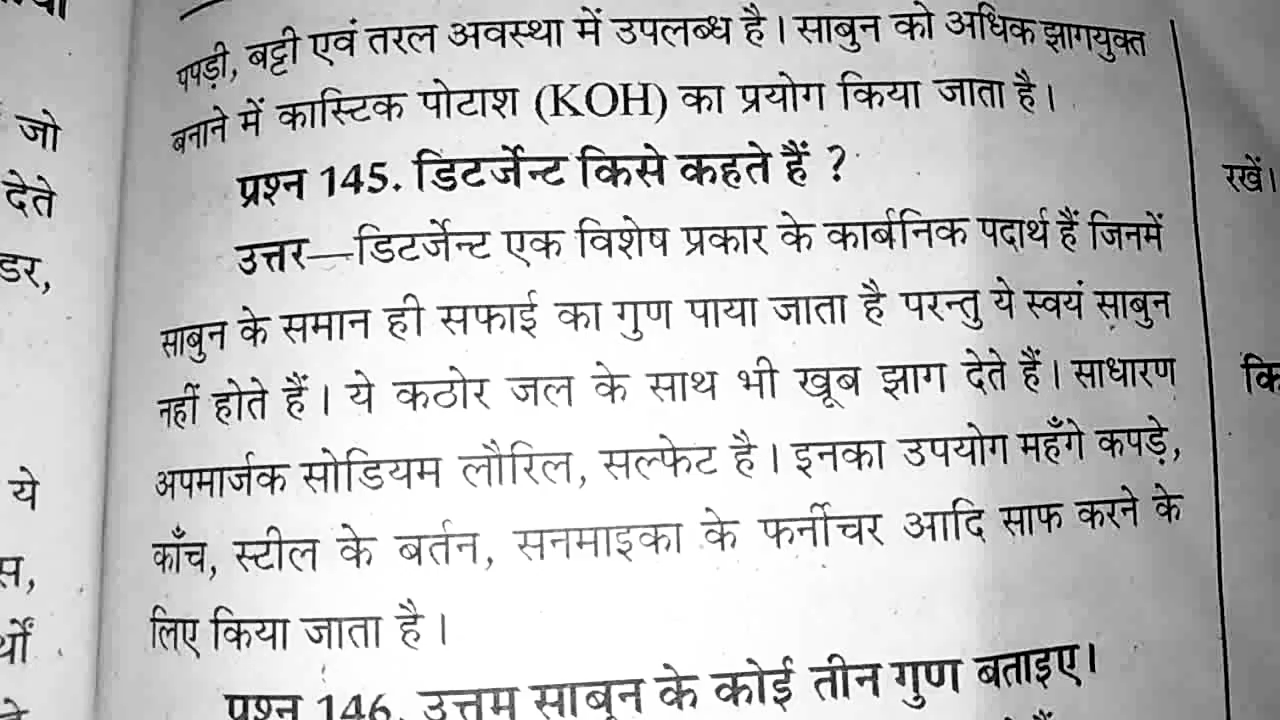 पपड़ी, बट्टी एवं तरल अवस्था में उपलब्ध है। साबुन को अधिक झागयुक्त
बनाने में कास्टिक पोटाश (KOH) का प्रयोग किया जाता है।
प्रश्न 145. डिटर्जेन्ट किसे कहते हैं ?
उत्तर—डिटर्जेन्ट एक विशेष प्रकार के कार्बनिक पदार्थ हैं जिनमें
साबुन के समान ही सफाई का गुण पाया जाता है परन्तु ये स्वयं साबुन
नहीं होते हैं। ये कठोर जल के साथ भी खूब झाग देते हैं। साधारण
अपमार्जक सोडियम लौरिल, सल्फेट है। इनका उपयोग महँगे कपड़े,
काँच, स्टील के बर्तन, सनमाइका के फर्नीचर आदि साफ करने के
लिए किया जाता है।
प्रश्न 146. उत्तम साबुन के कोई तीन गुण बताइए।
जो
देते
डर,
ये
स,
र्थों
रखें।
कि